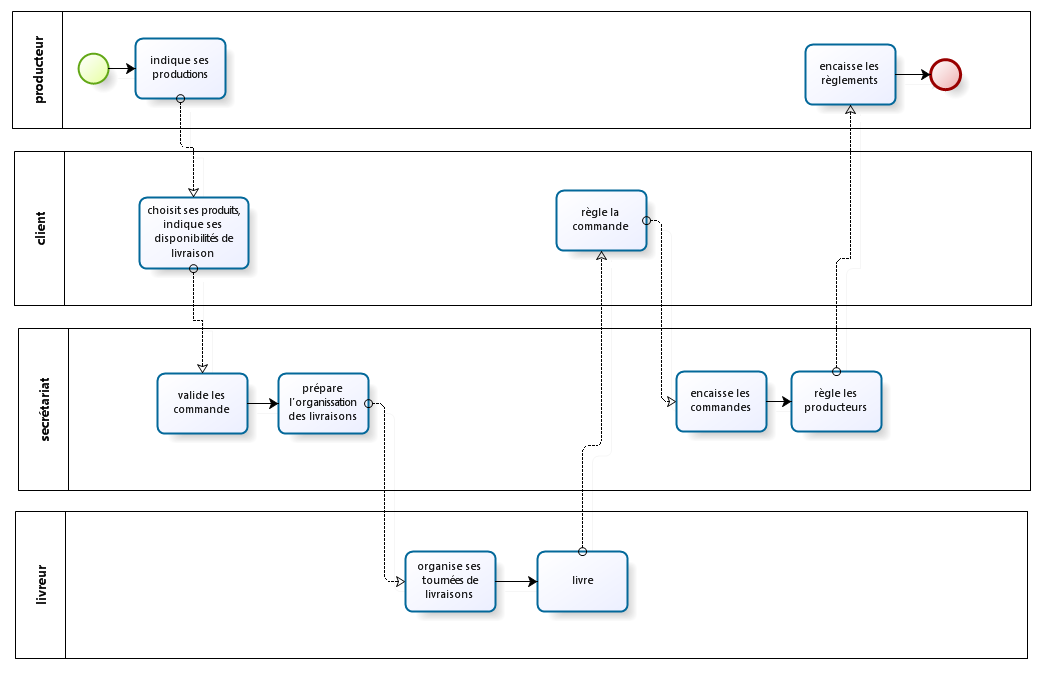 producteur
indique ses
productions
encaisse les
règlements
client
choisit ses produits,
indique ses
disponibilités de
livraison
règle la
commande
secrétariat
valide les
commande
prépare
l'organissation
des livraisons
encaisse les
commandes
règle les
producteurs
livreur
organise ses
tournées de
livraisons
livre